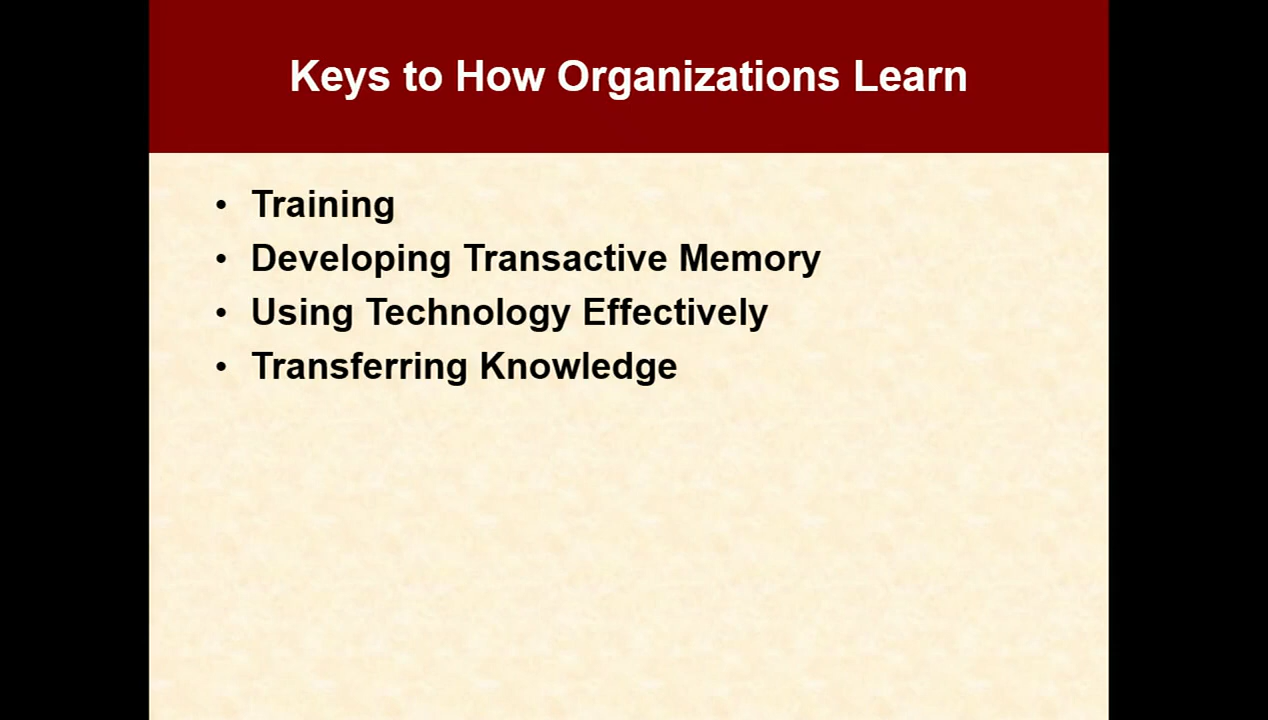 Keys to How Organizations Learn
• Training
• Developing Transactive Memory
• Using Technology Effectively
• Transferring Knowledge